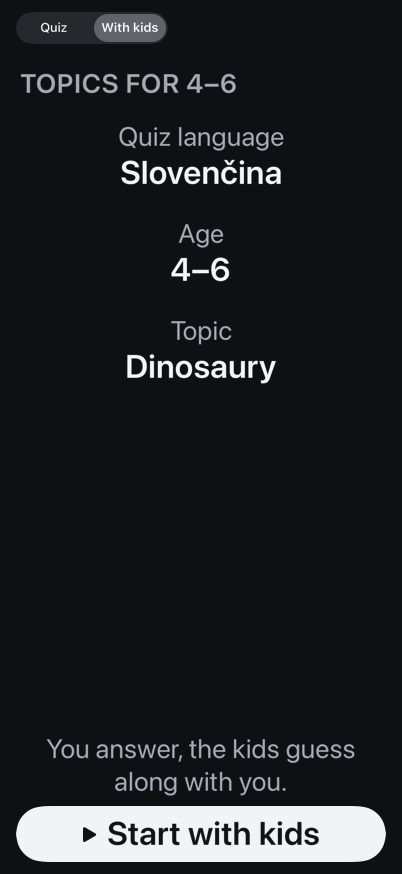 Quiz
With kids
TOPICS FOR 4–6
Quiz language
Slovenčina
Age
4–6
Topic
Dinosaury
You answer, the kids guess
along with you.
Start with kids